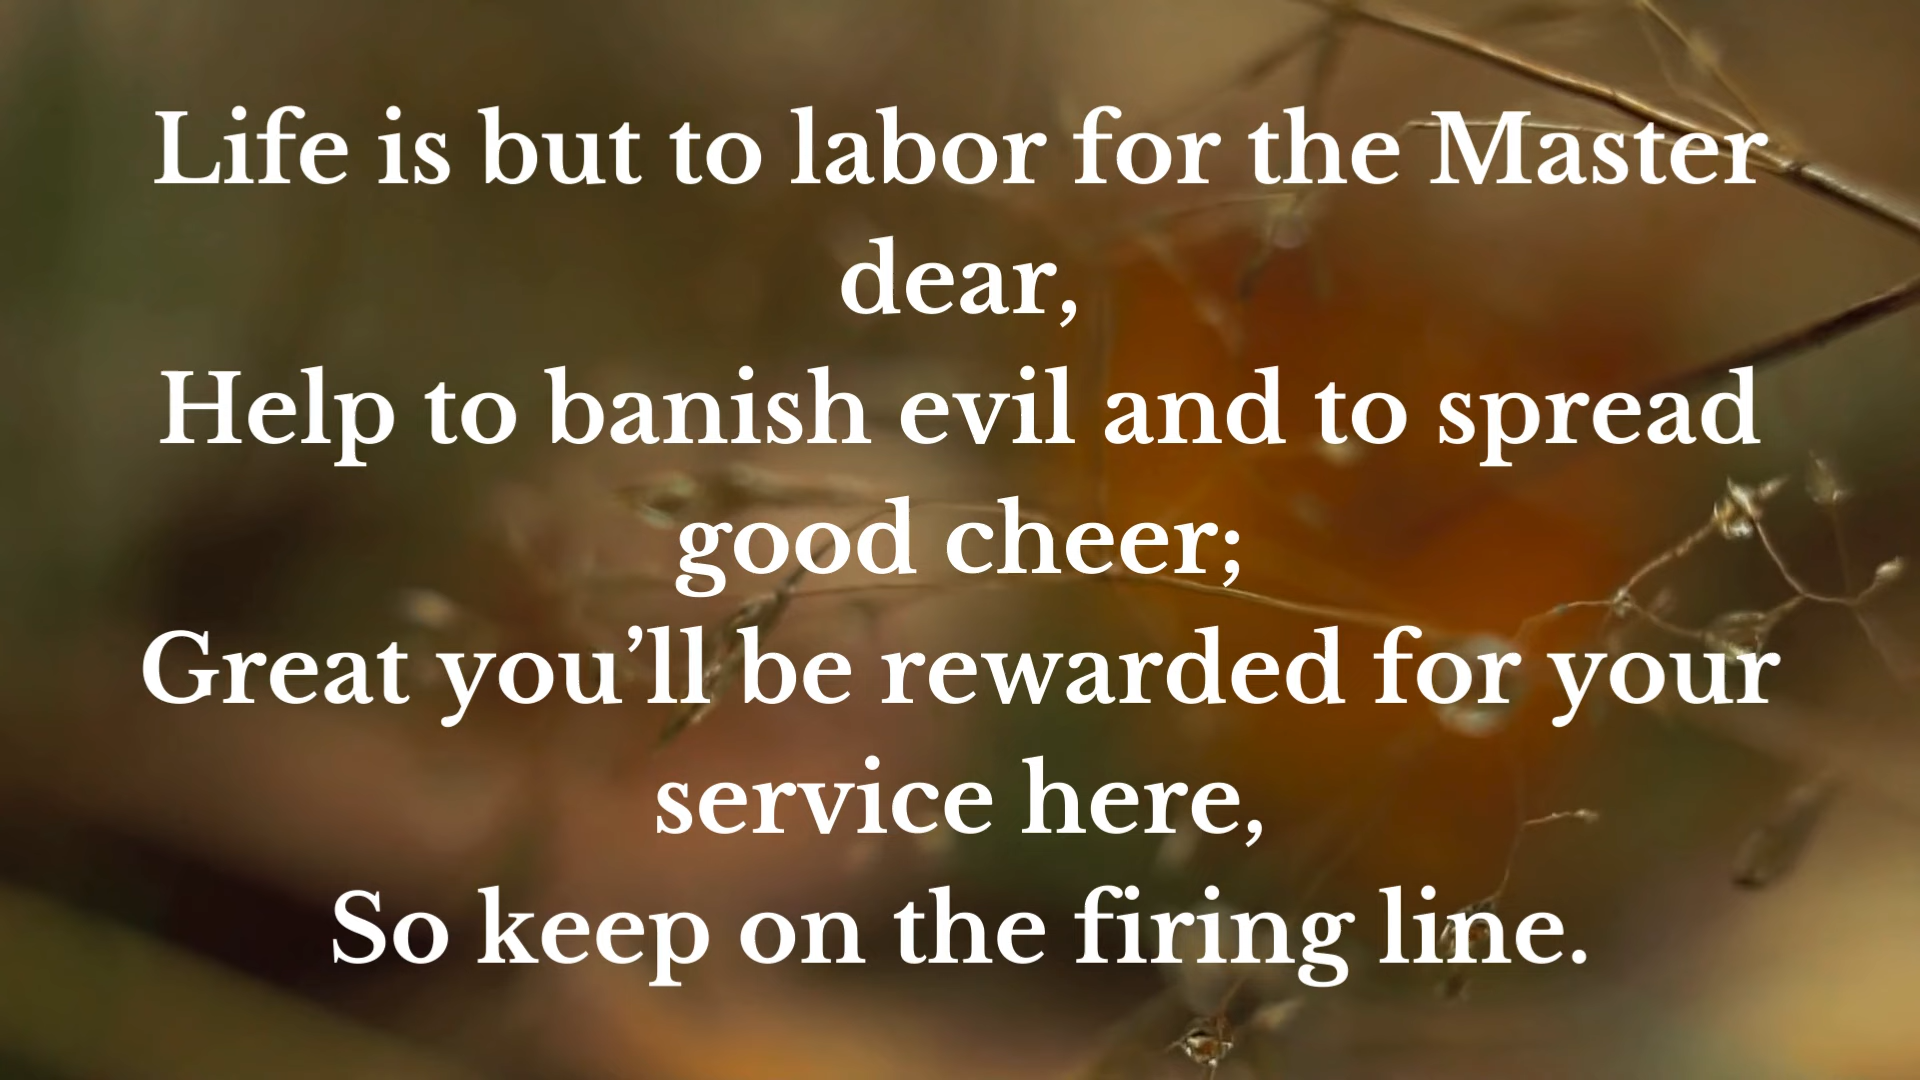 Life is but to labor for the Master
dear,
Help to banish evil and to spread
good cheer;
Great you’ll be rewarded for your
service here,
So keep on the firing line.